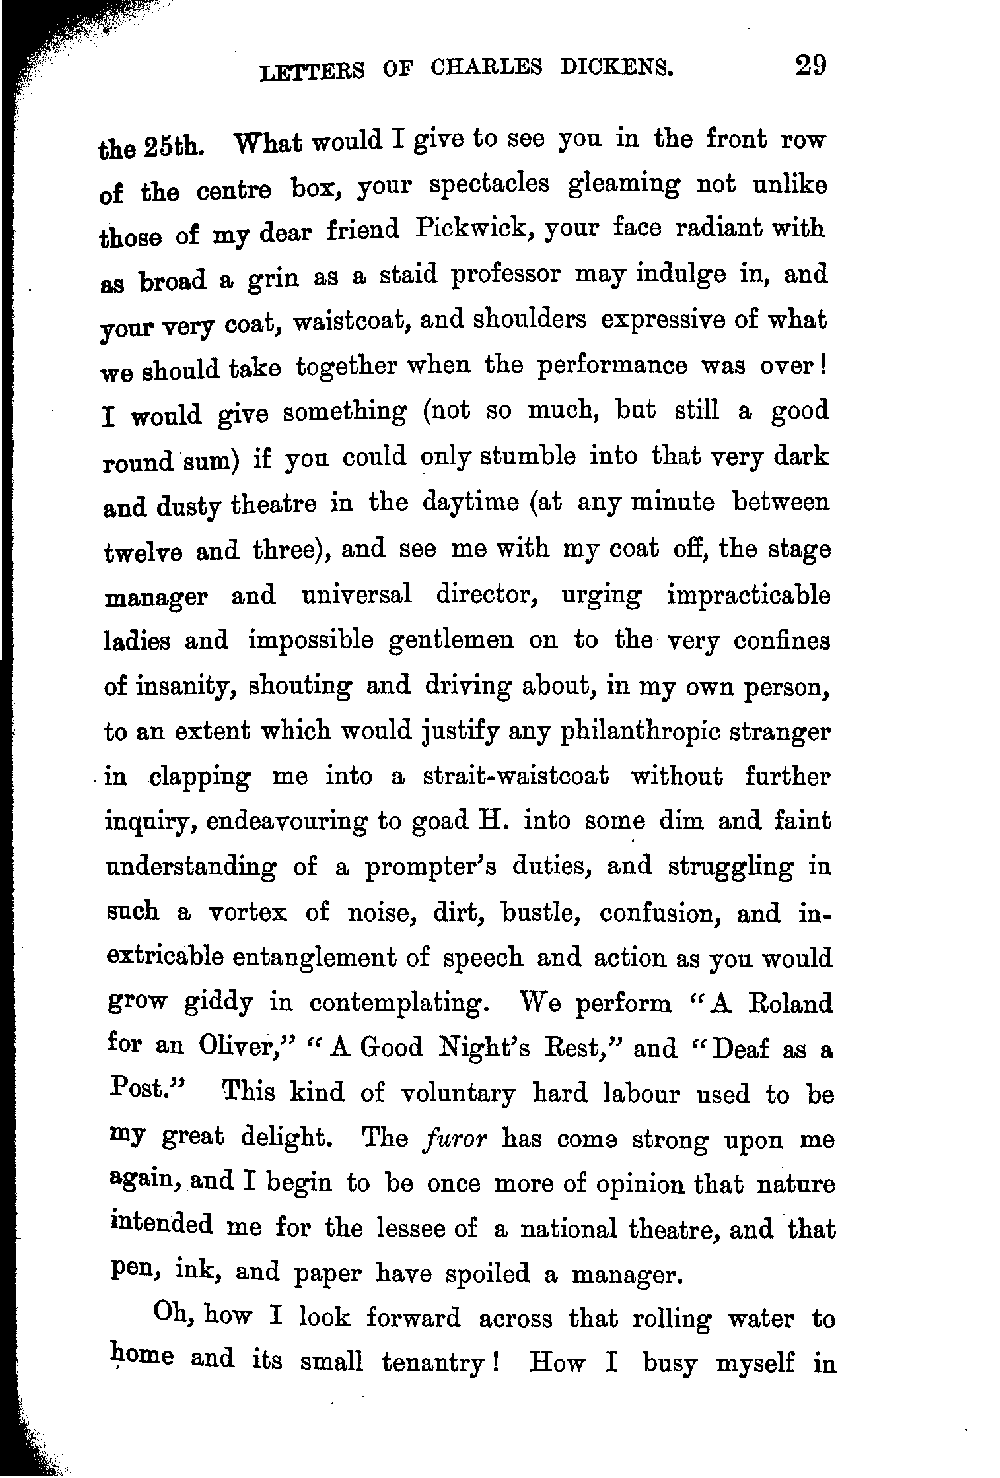 LETTERS OF CHARLES DICKENS. 29
the 25th. What would I give to see you in the front row
of the centre box, your spectacles gleaming not unlike
those of my dear friend Pickwick, your face radiant with
as broad a grin as a staid professor may indulge in, and
your very coat, waistcoat, and shoulders expressive of what
we should take together when the performance was over!
I would give something (not so much, but still a good
round sum) if you could only stumble into that very dark
and dusty theatre in the daytime (at any minute between
twelve and three), and see me with my coat off, the stage
manager and universal director, urging impracticable
ladies and impossible gentlemen on to the very confines
of insanity, shouting and driving about, in my own person,
to an extent which would justify any philanthropic stranger
in clapping me into a strait-waistcoat without further
inquiry, endeavouring to goad H. into some dim and faint
understanding of a prompter's duties, and struggling in
such a vortex of noise, dirt, bustle, confusion, and in-
extricable entanglement of speech and action as you would
grow giddy in contemplating. We perform "A Roland
for an Oliver," "A Good Night's Rest," and "Deaf as a
Post." This kind of voluntary hard labour used to be
my great delight. The furor has come strong upon me
again, and I begin to be once more of opinion that nature
intended me for the lessee of a national theatre, and that
pen, ink, and paper have spoiled a manager.
Oh, how I look forward across that rolling water to
home and its small tenantry! How I busy myself in